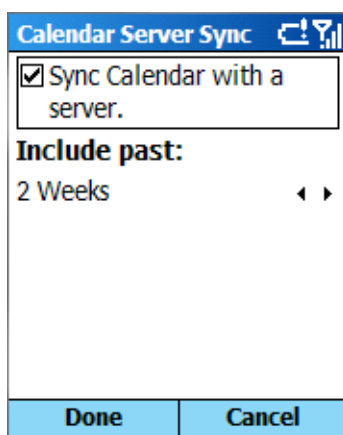 Calendar Server Sync
Sync Calendar with a
server.
Include past:
2 Weeks
Done Cancel